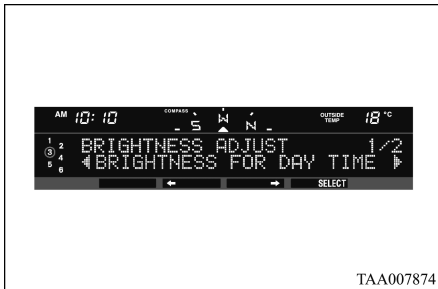 AM 10:10 COMPASS S W N OUTSIDE TEMP 18 °C
1 2 BRIGHTNESS ADJUST 1/2
3 4 BRIGHTNESS FOR DAY TIME
5 6
← → SELECT
TAA007874